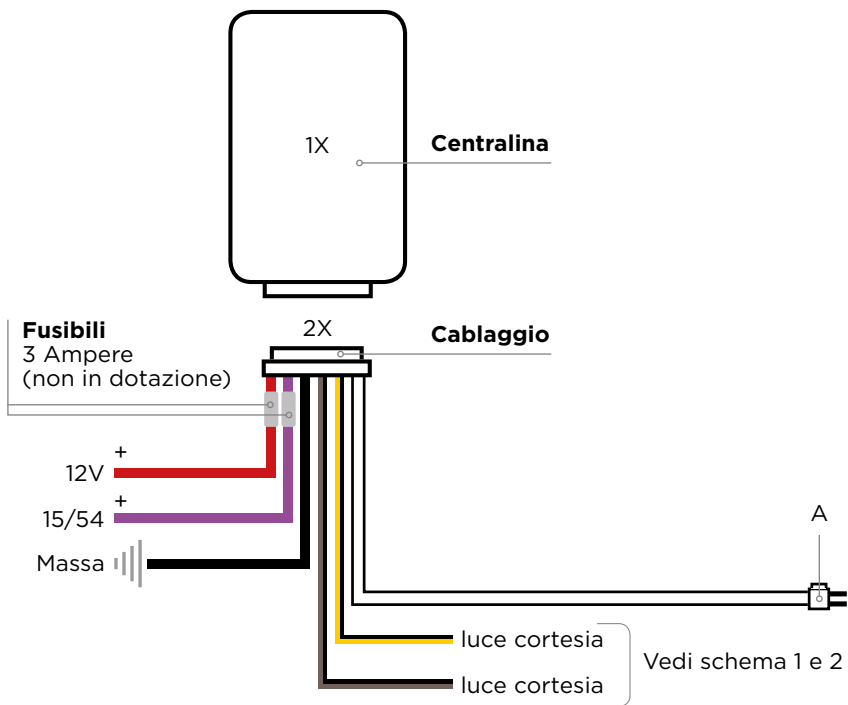 1X
Centralina
Fusibili
3 Ampere
(non in dotazione)
2X
Cablaggio
+
12V
+
15/54
Massa
A
luce cortesia
luce cortesia
Vedi schema 1 e 2